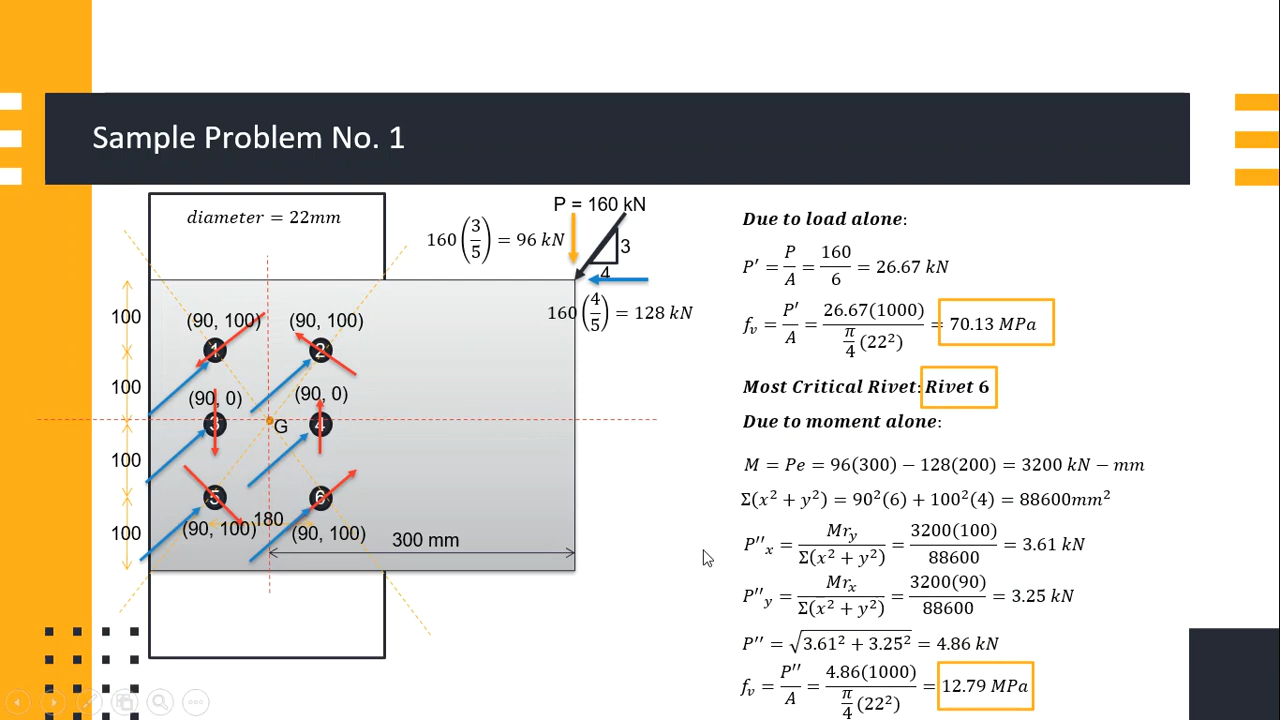 Sample Problem No. 1
diameter = 22mm
P = 160 kN
160 (3/5) = 96 kN
3
4
160 (4/5) = 128 kN
100
100
100
100
(90, 100)
(90, 100)
1
2
(90, 0)
(90, 0)
3
4
G
5
6
(90, 100)
180
(90, 100)
300 mm
Due to load alone:
P′ = P/A = 160/6 = 26.67 kN
f_v = P′/A = 26.67(1000) / (π/4 (22²)) = 70.13 MPa
Most Critical Rivet: Rivet 6
Due to moment alone:
M = Pe = 96(300) − 128(200) = 3200 kN − mm
Σ(x² + y²) = 90²(6) + 100²(4) = 88600mm²
P″ₓ = Mr_y / Σ(x² + y²) = 3200(100) / 88600 = 3.61 kN
P″_y = Mr_x / Σ(x² + y²) = 3200(90) / 88600 = 3.25 kN
P″ = √(3.61² + 3.25²) = 4.86 kN
f_v = P″/A = 4.86(1000) / (π/4 (22²)) = 12.79 MPa